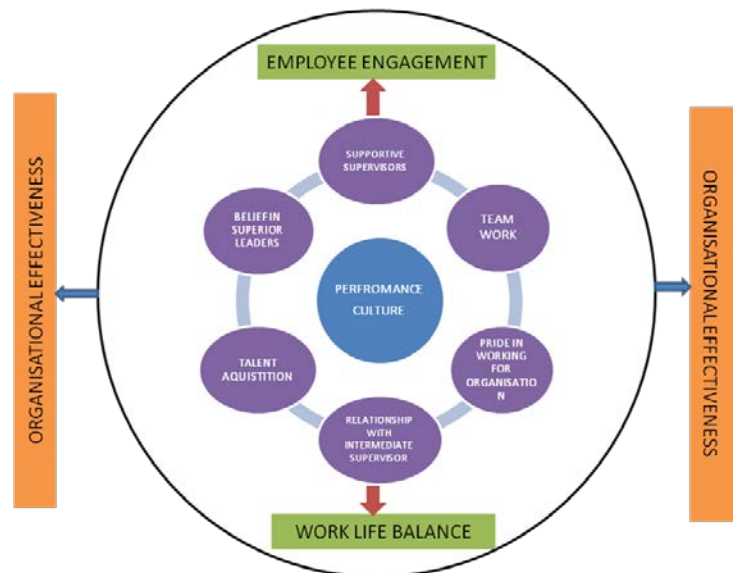 EMPLOYEE ENGAGEMENT
SUPPORTIVE
SUPERVISORS
BELIEF IN
SUPERIOR
LEADERS
TEAM
WORK
PERFROMANCE
CULTURE
TALENT
AQUISTITION
PRIDE IN
WORKING
FOR
ORGANISATIO
N
RELATIONSHIP
WITH
INTERMEDIATE
SUPERVISOR
WORK LIFE BALANCE
ORGANISATIONAL EFFECTIVENESS
ORGANISATIONAL EFFECTIVENESS